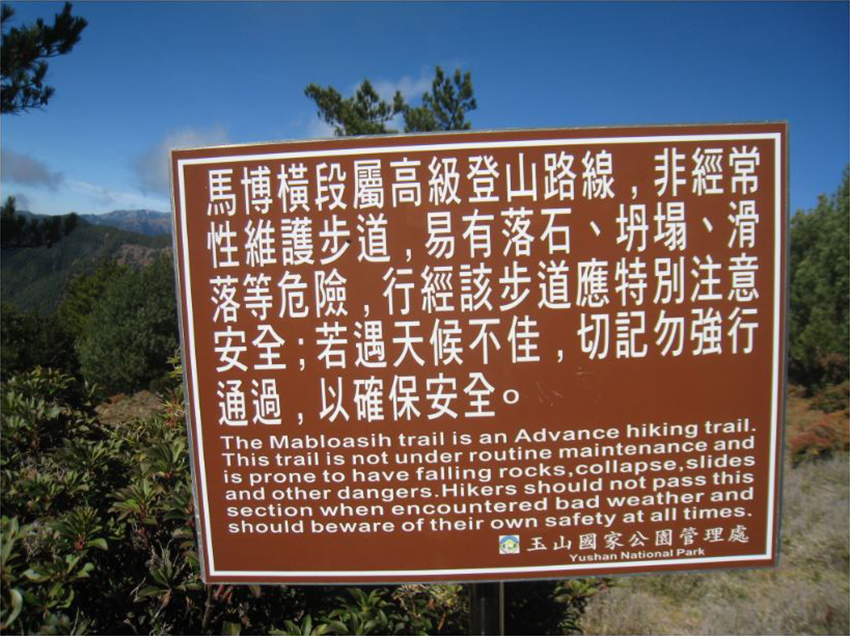 馬博橫段屬高級登山路線，非經常
性維護步道，易有落石、坍塌、滑
落等危險，行經該步道應特別注意
安全；若遇天候不佳，切記勿強行
通過，以確保安全。
The Mabloasih trail is an Advance hiking trail.
This trail is not under routine maintenance and
is prone to have falling rocks,collapse,slides
and other dangers.Hikers should not pass this
section when encountered bad weather and
should beware of their own safety at all times.
玉山國家公園管理處
Yushan National Park